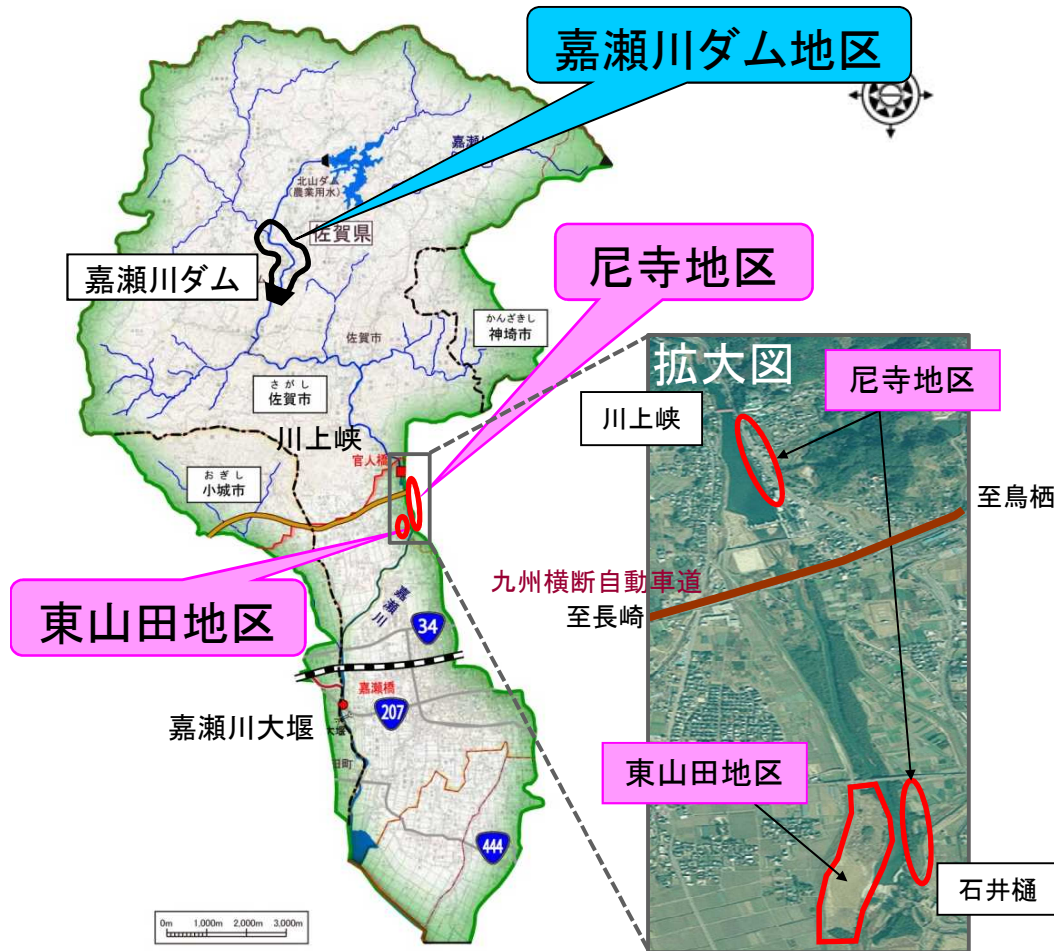 嘉瀬川ダム地区
嘉瀬川
北山ダム
(農業用水)
佐賀県
嘉瀬川ダム
尼寺地区
かんざきし
神埼市
佐賀市
さがし
佐賀市
川上峡
官人橋
おぎし
小城市
東山田地区
嘉瀬川
34
嘉瀬橋
207
嘉瀬川大堰
大堰
444
0m 1,000m 2,000m 3,000m
拡大図
尼寺地区
川上峡
至鳥栖
九州横断自動車道
至長崎
東山田地区
石井樋